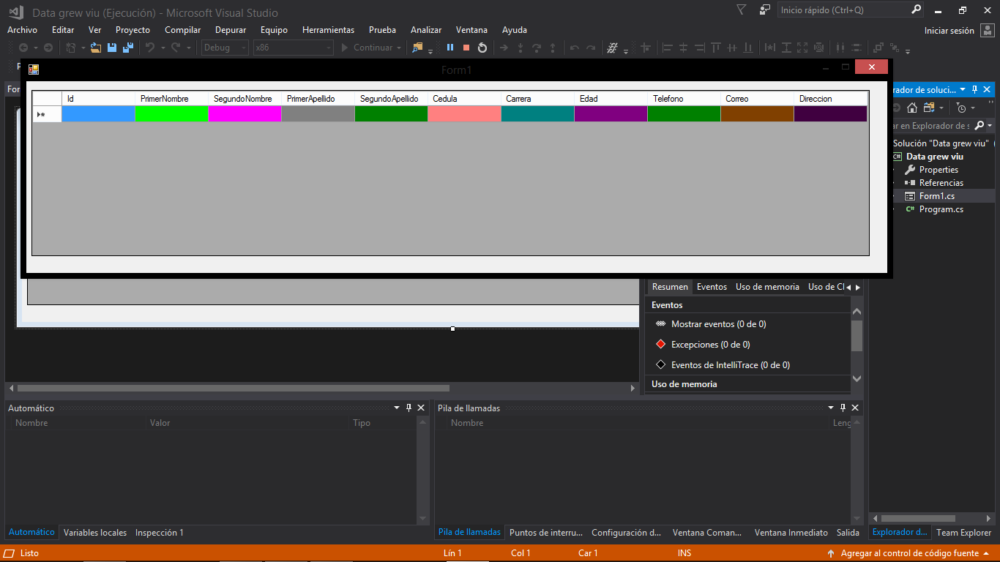 Data grew viu (Ejecución) - Microsoft Visual Studio
Inicio rápido (Ctrl+Q)
Archivo Editar Ver Proyecto Compilar Depurar Equipo Herramientas Prueba Analizar Ventana Ayuda
Iniciar sesión
Debug x86 Continuar
Form1
For
Id PrimerNombre SegundoNombre PrimerApellido SegundoApellido Cedula Carrera Edad Telefono Correo Direccion
rador de soluci...
ar en Explorador de s
Solución "Data grew viu"
C# Data grew viu
Properties
Referencias
Form1.cs
C# Program.cs
Resumen Eventos Uso de memoria Uso de CI
Eventos
Mostrar eventos (0 de 0)
Excepciones (0 de 0)
Eventos de IntelliTrace (0 de 0)
Uso de memoria
Automático
Nombre Valor Tipo
Pila de llamadas
Nombre Leng
Automático Variables locales Inspección 1
Pila de llamadas Puntos de interru... Configuración d... Ventana Coman... Ventana Inmediato Salida
Explorador d... Team Explorer
Listo Lín 1 Col 1 Car 1 INS Agregar al control de código fuente